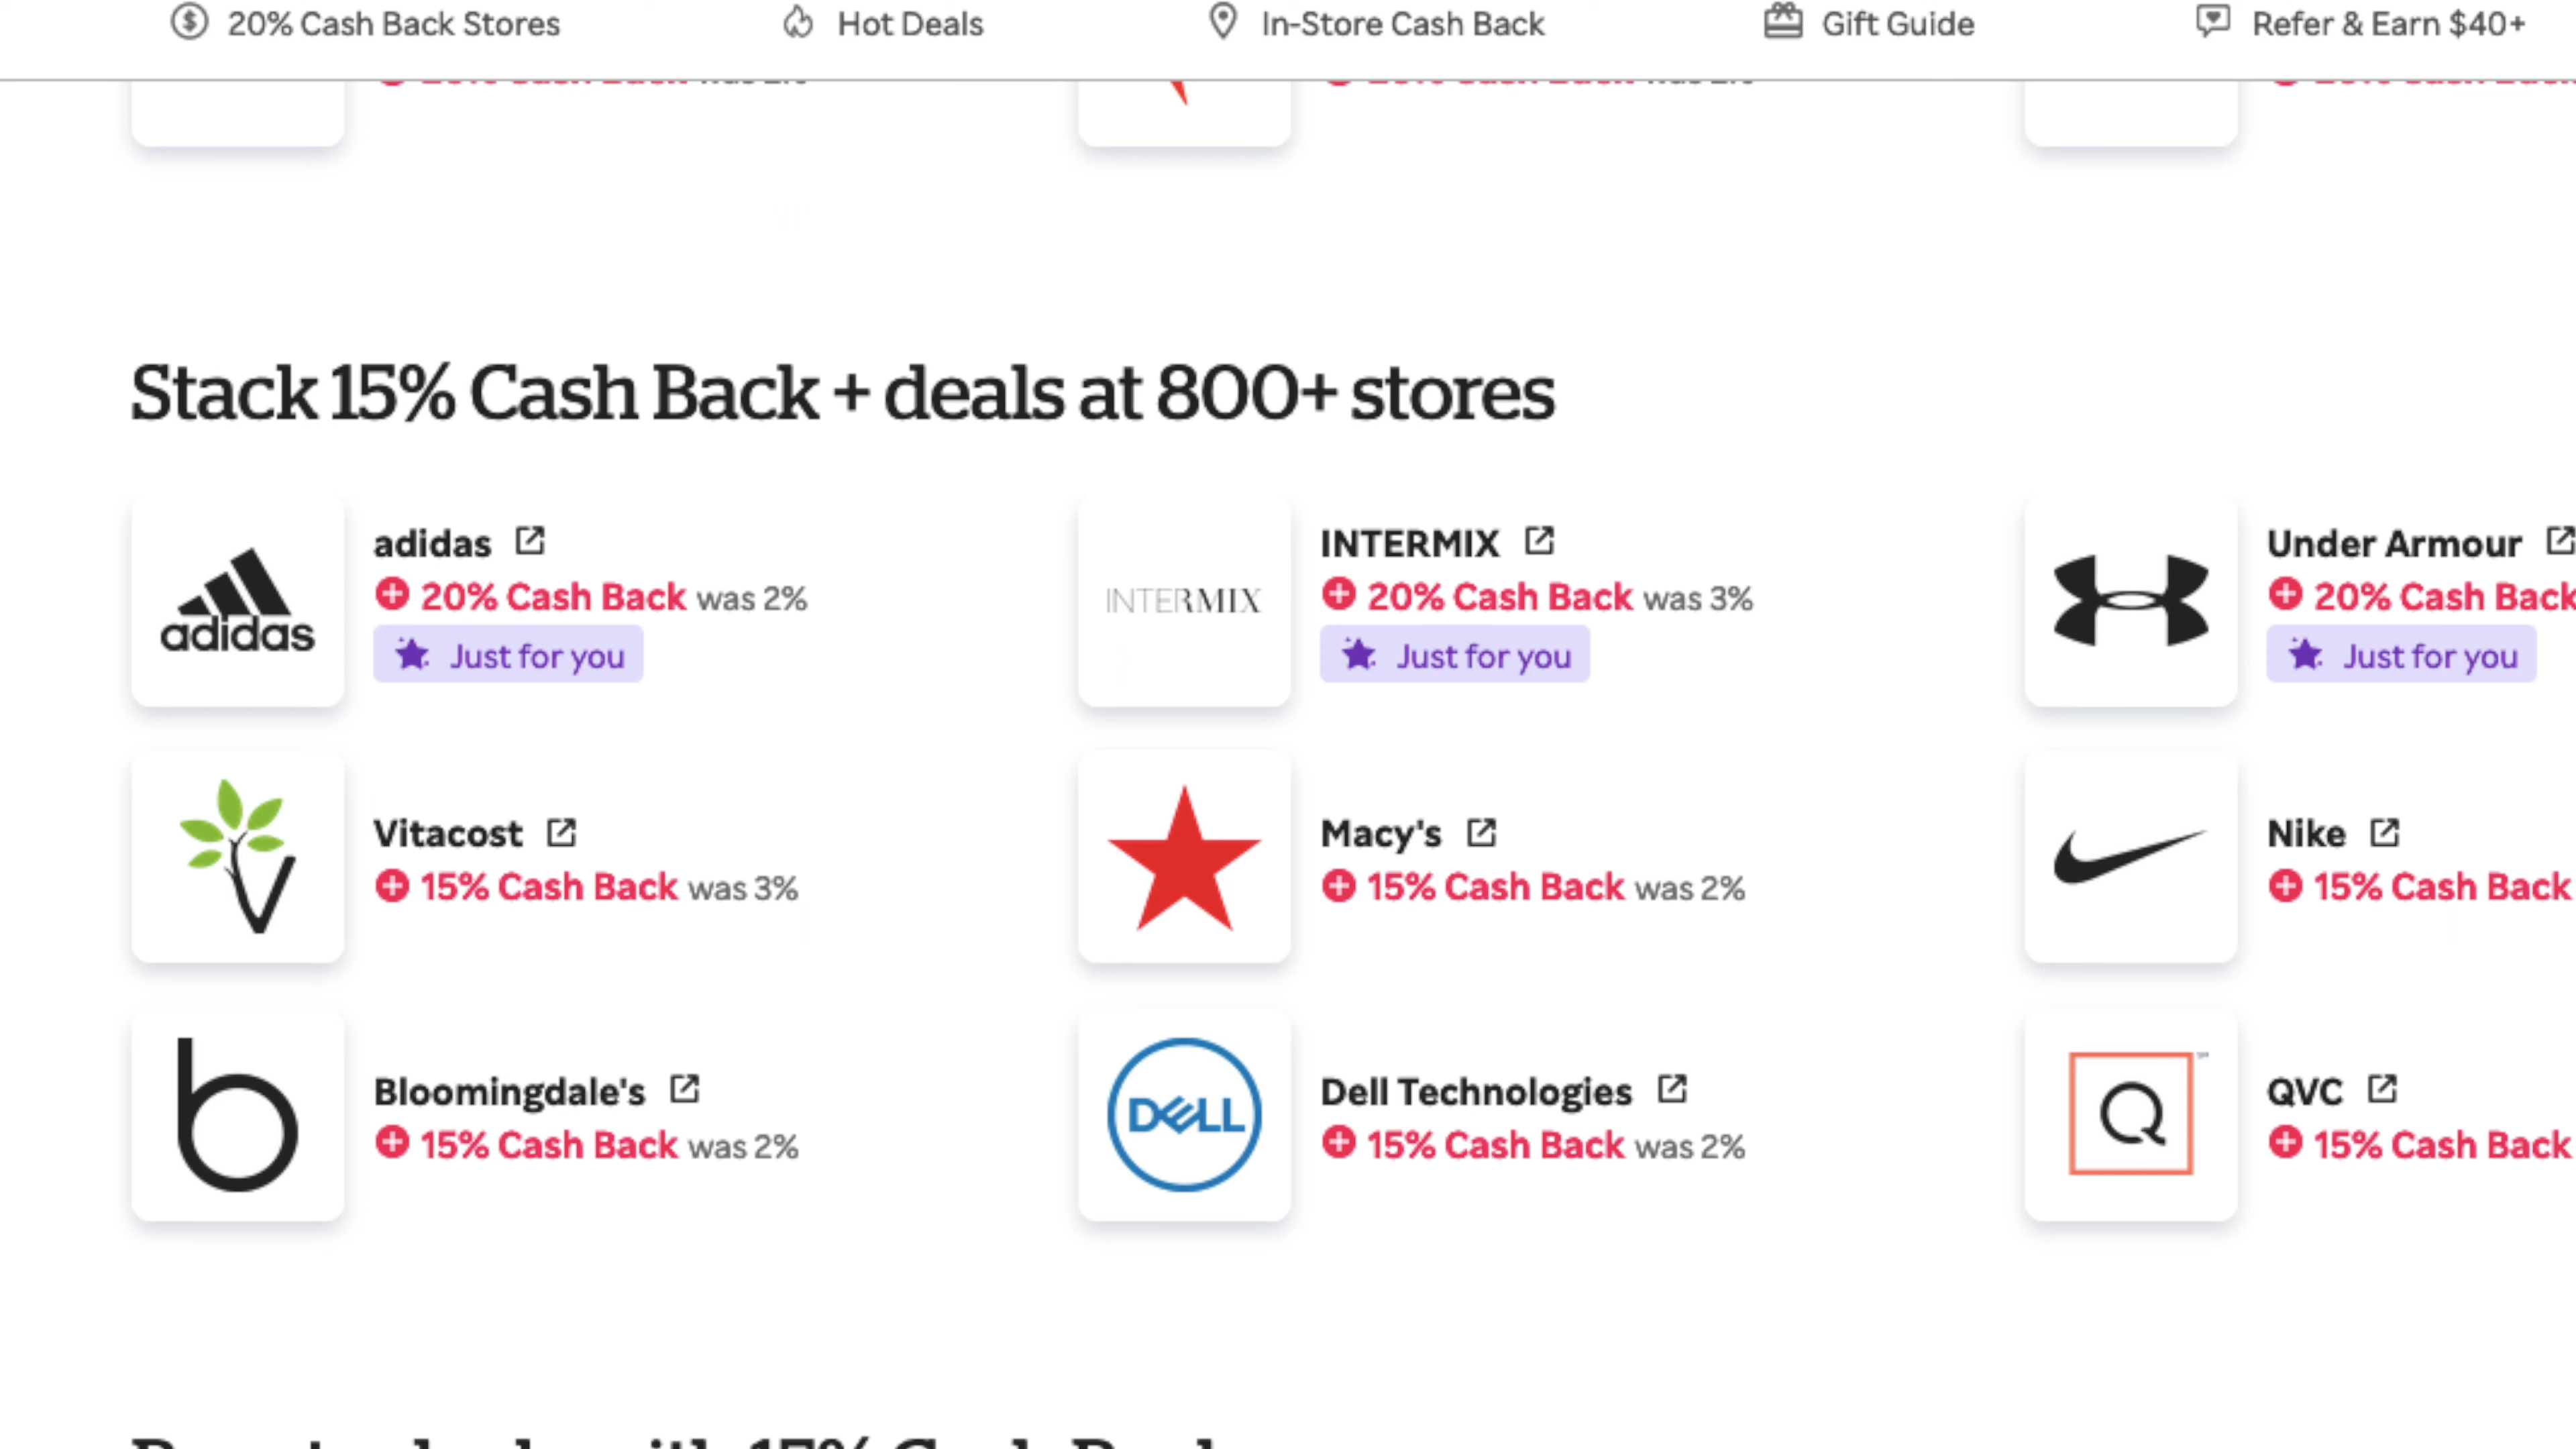 20% Cash Back Stores
Hot Deals
In-Store Cash Back
Gift Guide
Refer & Earn $40+
Stack 15% Cash Back + deals at 800+ stores
adidas
adidas
20% Cash Back was 2%
Just for you
INTERMIX
INTERMIX
20% Cash Back was 3%
Just for you
Under Armour
20% Cash Back
Just for you
Vitacost
15% Cash Back was 3%
Macy's
15% Cash Back was 2%
Nike
15% Cash Back
b
Bloomingdale's
15% Cash Back was 2%
DELL
Dell Technologies
15% Cash Back was 2%
Q
QVC
15% Cash Back